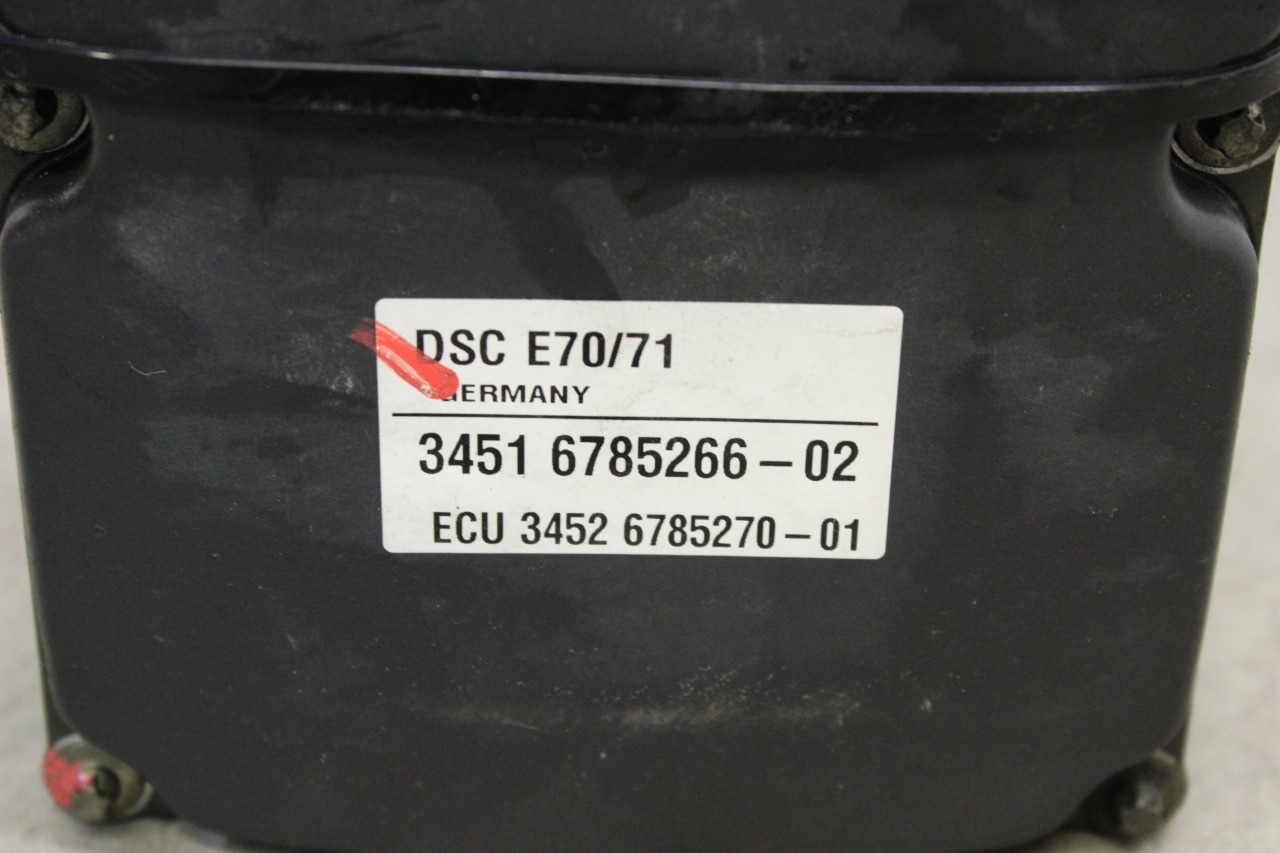 DSC E70/71
GERMANY
3451 6785266-02
ECU 3452 6785270-01